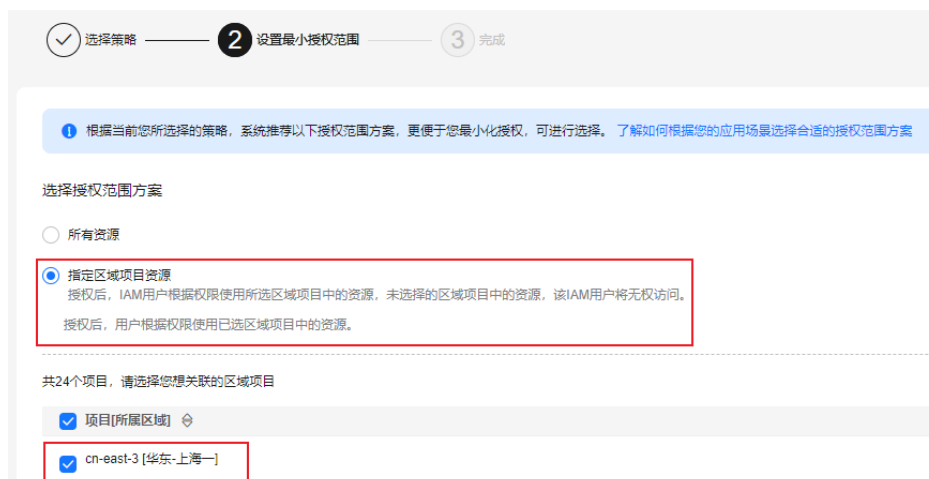 选择策略 2 设置最小授权范围 3 完成
根据当前您所选择的策略，系统推荐以下授权范围方案，更便于您最小化授权，可进行选择。 了解如何根据您的应用场景选择合适的授权范围方案
选择授权范围方案
所有资源
指定区域项目资源
授权后，IAM用户根据权限使用所选区域项目中的资源，未选择的区域项目中的资源，该IAM用户将无权访问。
授权后，用户根据权限使用已选区域项目中的资源。
共24个项目，请选择您想关联的区域项目
项目[所属区域]
cn-east-3 [华东-上海一]